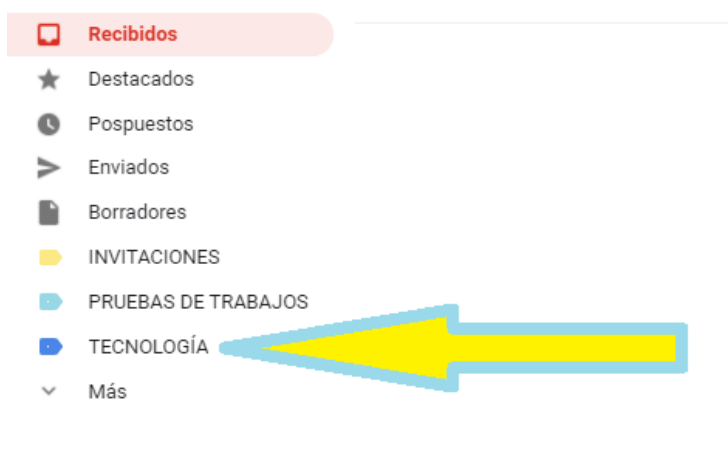 Recibidos
Destacados
Pospuestos
Enviados
Borradores
INVITACIONES
PRUEBAS DE TRABAJOS
TECNOLOGÍA
Más